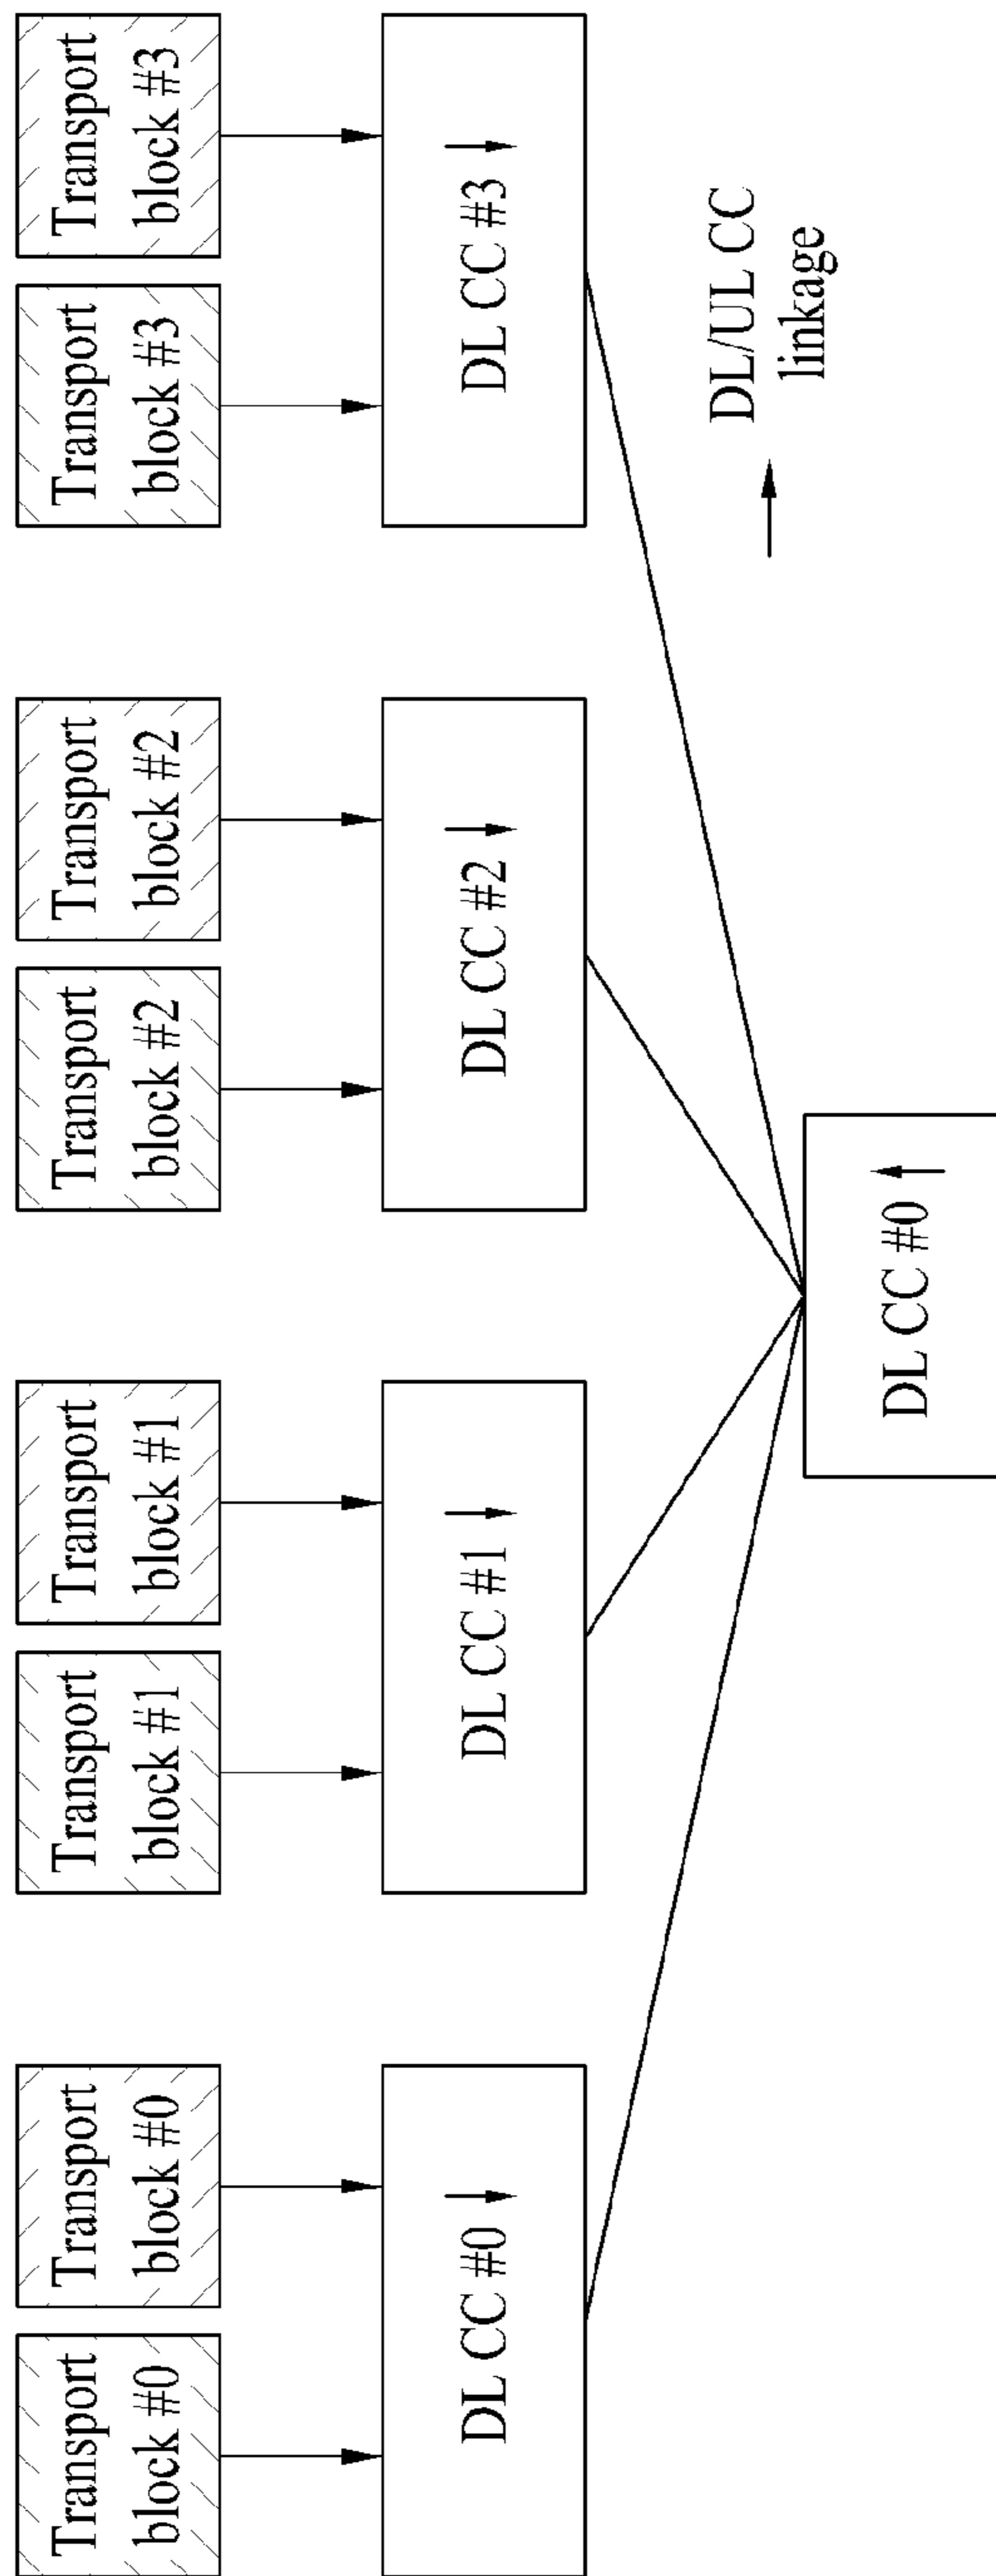 Transport
block #0
Transport
block #0
Transport
block #1
Transport
block #1
Transport
block #2
Transport
block #2
Transport
block #3
Transport
block #3
DL CC #0
DL CC #1
DL CC #2
DL CC #3
DL/UL CC
linkage
DL CC #0